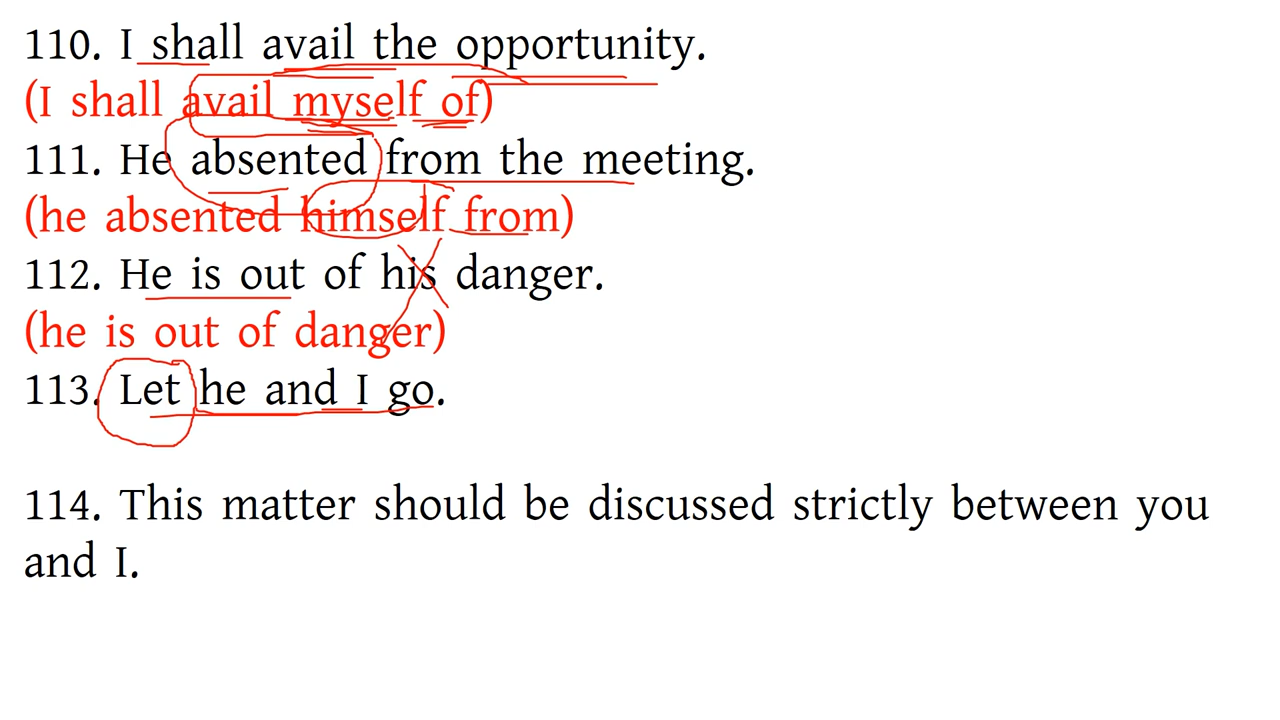 110. I shall avail the opportunity.
(I shall avail myself of)
111. He absented from the meeting.
(he absented himself from)
112. He is out of his danger.
(he is out of danger)
113. Let he and I go.
114. This matter should be discussed strictly between you
and I.